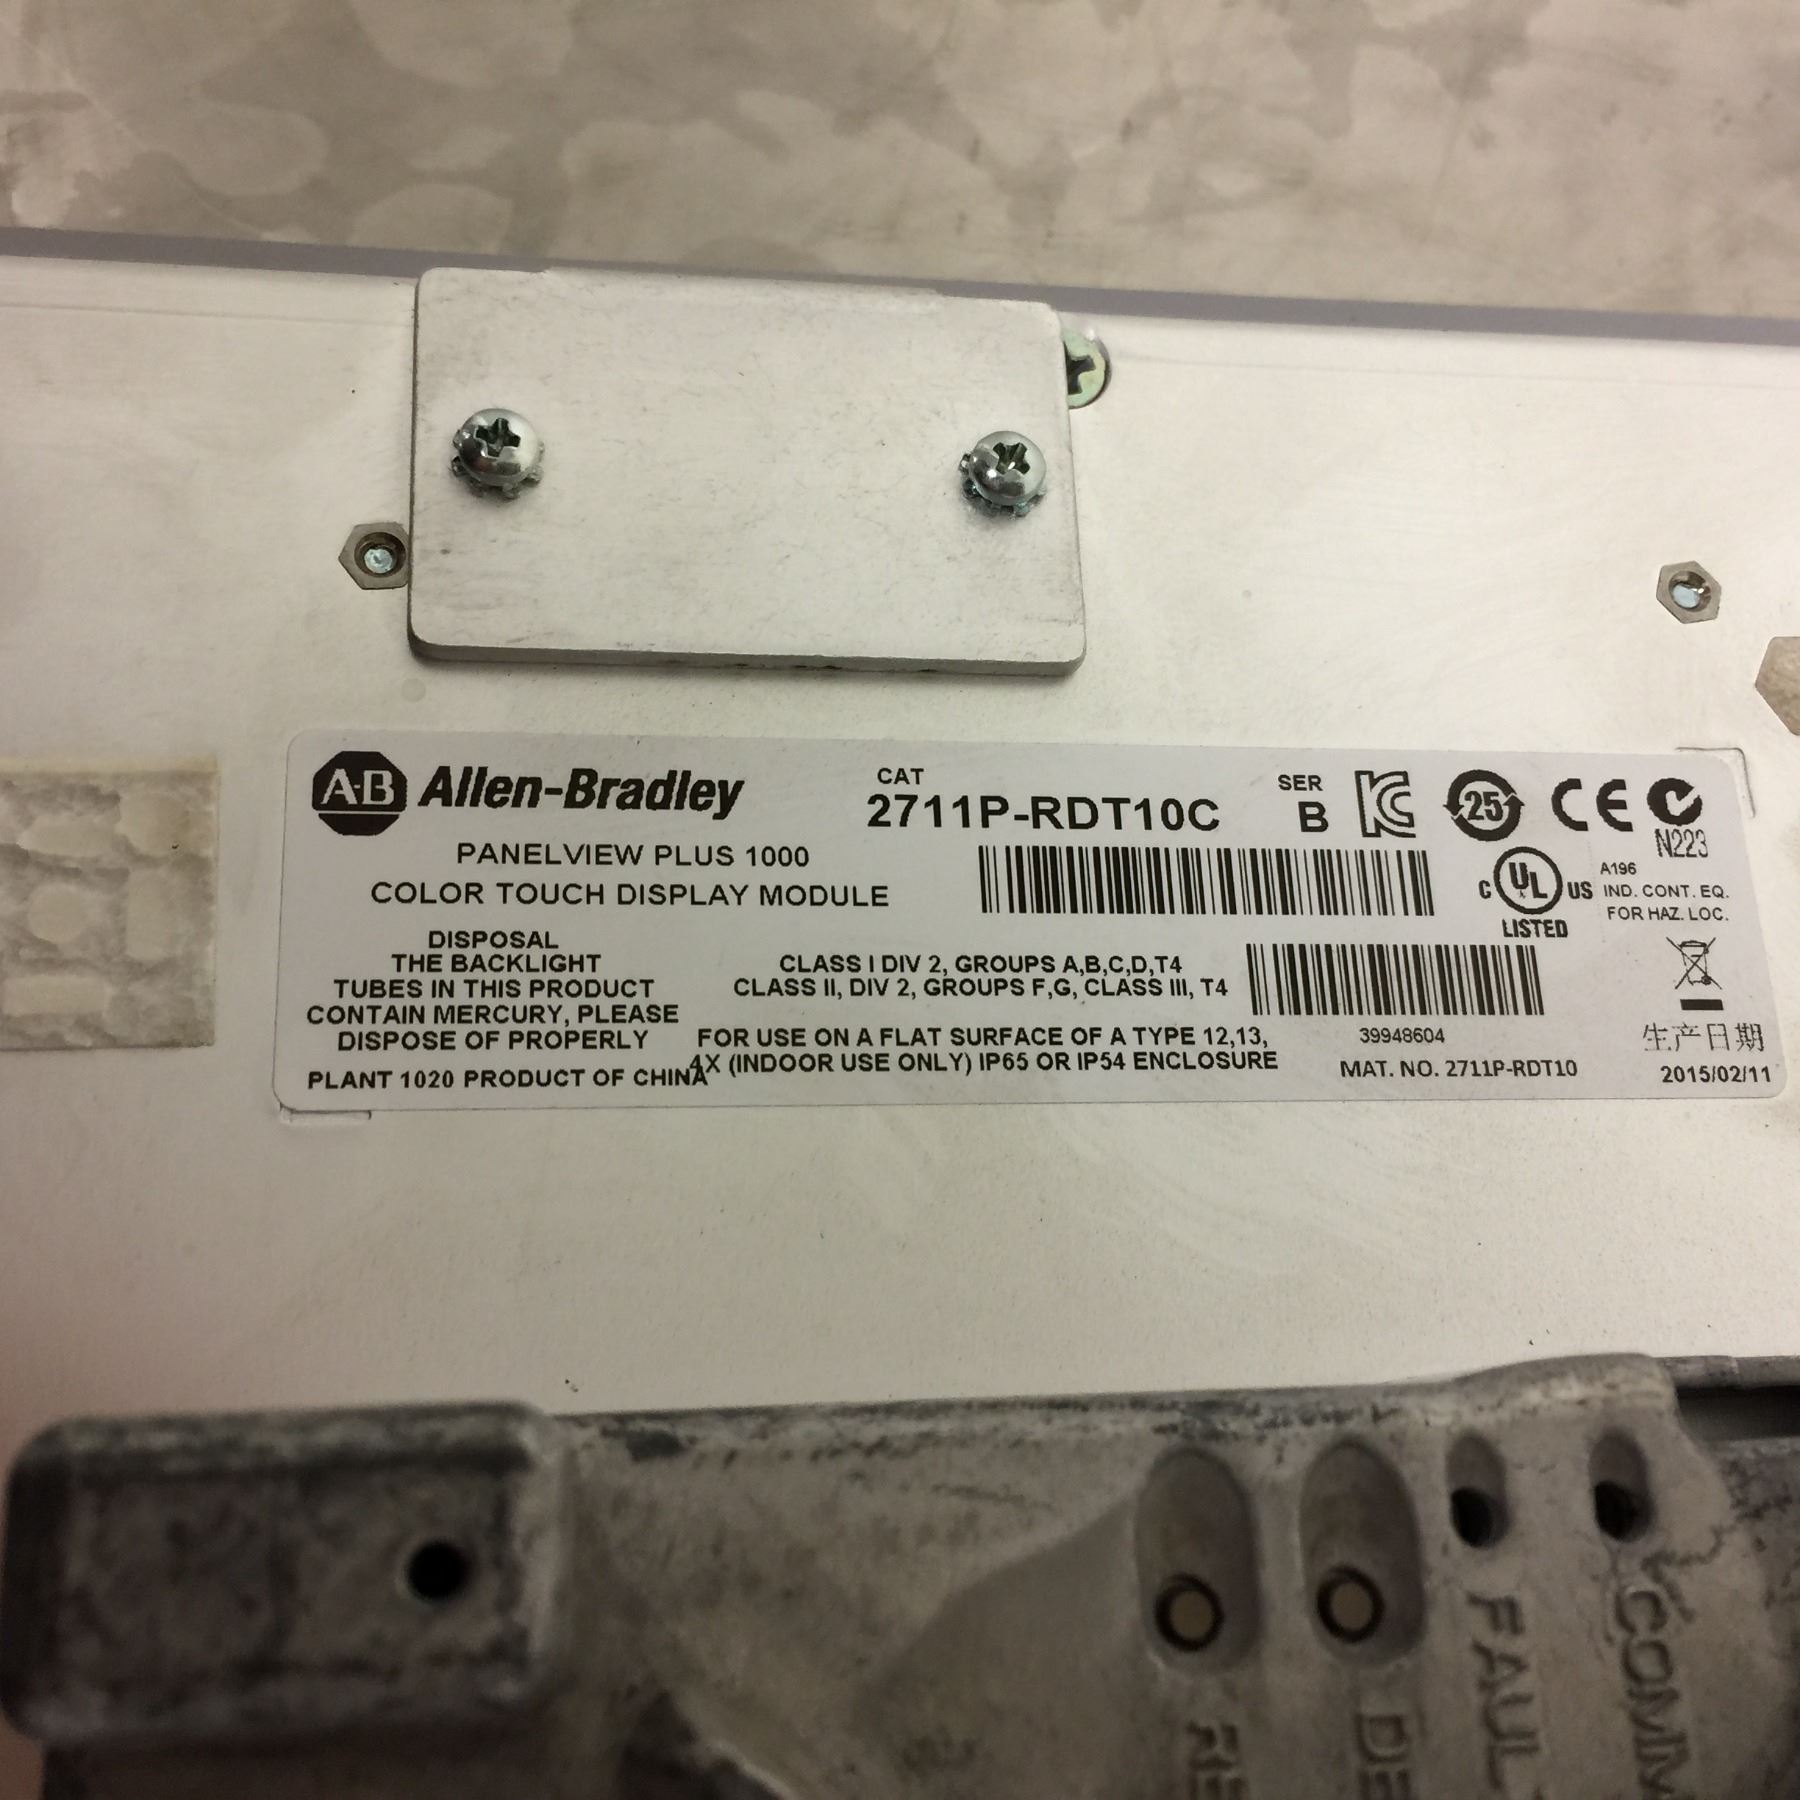 A-B Allen-Bradley
CAT
2711P-RDT10C
SER
B
25
CE
N223
PANELVIEW PLUS 1000
COLOR TOUCH DISPLAY MODULE
C UL US
LISTED
A196
IND. CONT. EQ.
FOR HAZ. LOC.
DISPOSAL
THE BACKLIGHT
TUBES IN THIS PRODUCT
CONTAIN MERCURY, PLEASE
DISPOSE OF PROPERLY
PLANT 1020 PRODUCT OF CHINA
CLASS I DIV 2, GROUPS A,B,C,D,T4
CLASS II, DIV 2, GROUPS F,G, CLASS III, T4
FOR USE ON A FLAT SURFACE OF A TYPE 12,13,
4X (INDOOR USE ONLY) IP65 OR IP54 ENCLOSURE
39948604
MAT. NO. 2711P-RDT10
生产日期
2015/02/11
RE
DE
FAUL
COMM